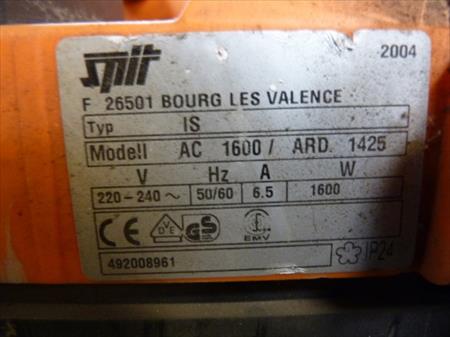 spit
2004
F 26501 BOURG LES VALENCE
Typ IS
Modell AC 1600 / ARD. 1425
V Hz A W
220-240 ~ 50/60 6.5 1600
CE VDE GS EMV
492008961 IP24